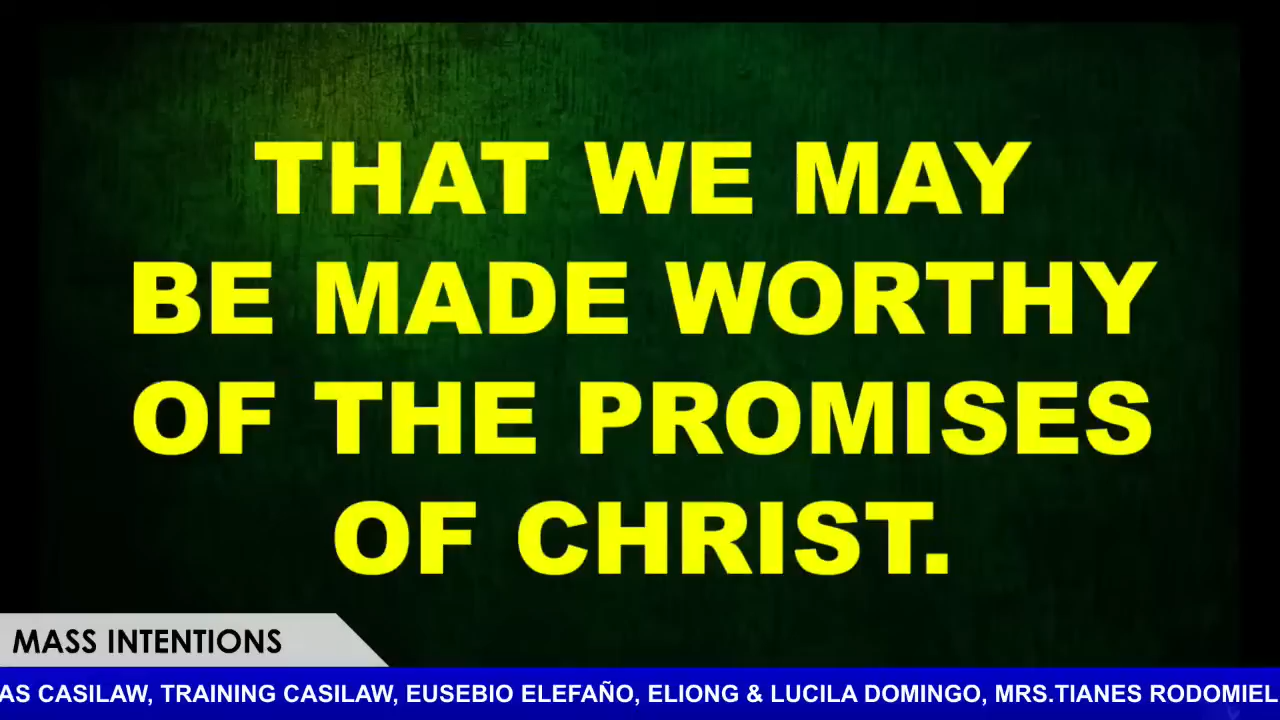 THAT WE MAY
BE MADE WORTHY
OF THE PROMISES
OF CHRIST.
MASS INTENTIONS
AS CASILAW, TRAINING CASILAW, EUSEBIO ELEFAÑO, ELIONG & LUCILA DOMINGO, MRS.TIANES RODOMIEL